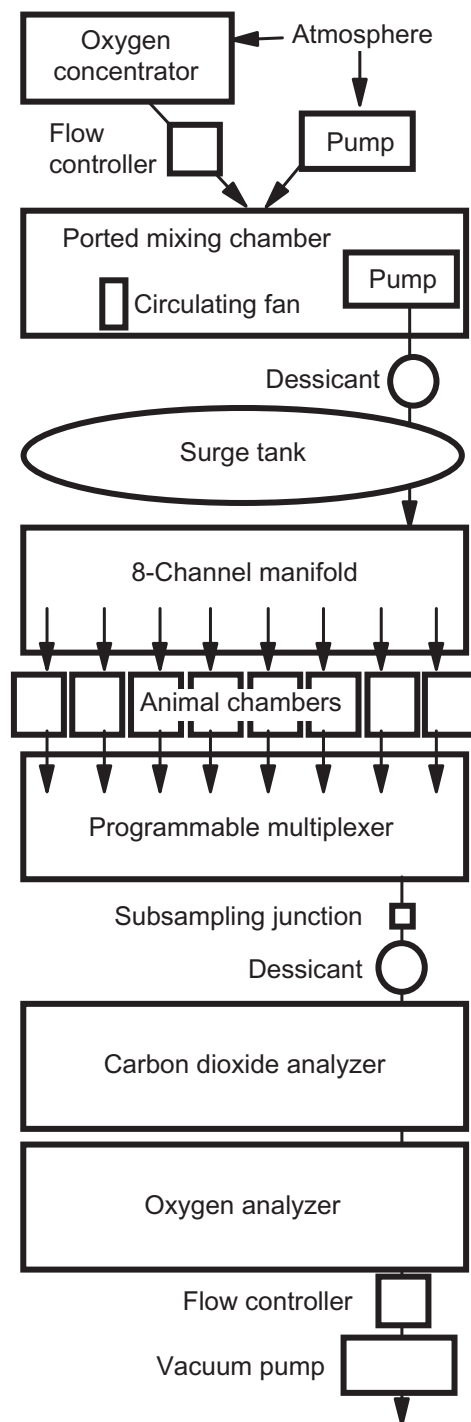 Oxygen
concentrator
Atmosphere
Flow
controller
Pump
Ported mixing chamber
Pump
Circulating fan
Dessicant
Surge tank
8-Channel manifold
Animal chambers
Programmable multiplexer
Subsampling junction
Dessicant
Carbon dioxide analyzer
Oxygen analyzer
Flow controller
Vacuum pump